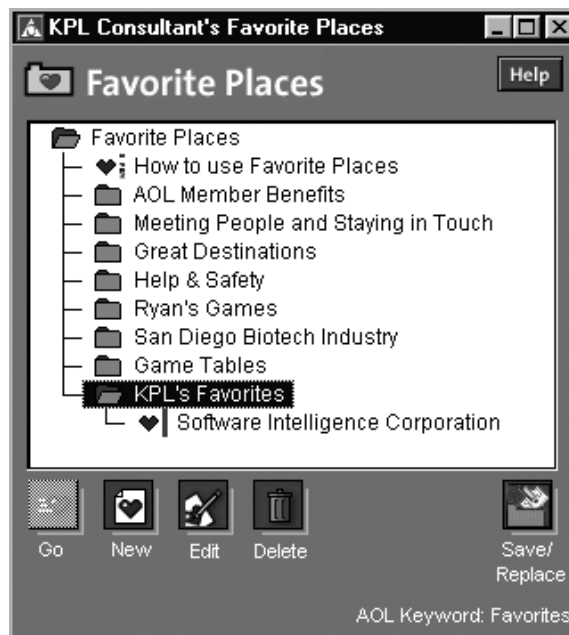 KPL Consultant's Favorite Places
Favorite Places
Help
Favorite Places
How to use Favorite Places
AOL Member Benefits
Meeting People and Staying in Touch
Great Destinations
Help & Safety
Ryan's Games
San Diego Biotech Industry
Game Tables
KPL's Favorites
Software Intelligence Corporation
Go
New
Edit
Delete
Save/
Replace
AOL Keyword: Favorites